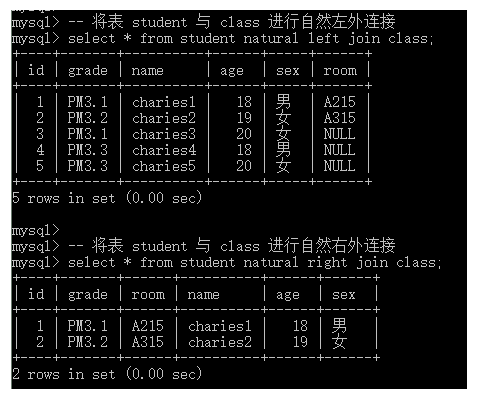 mysql> -- 将表 student 与 class 进行自然左外连接
mysql> select * from student natural left join class;
+----+-------+----------+------+------+------+
| id | grade | name     | age  | sex  | room |
+----+-------+----------+------+------+------+
|  1 | PM3.1 | charies1 |   18 | 男   | A215 |
|  2 | PM3.2 | charies2 |   19 | 女   | A315 |
|  3 | PM3.1 | charies3 |   20 | 女   | NULL |
|  4 | PM3.3 | charies4 |   18 | 男   | NULL |
|  5 | PM3.3 | charies5 |   20 | 女   | NULL |
+----+-------+----------+------+------+------+
5 rows in set (0.00 sec)
mysql>
mysql> -- 将表 student 与 class 进行自然右外连接
mysql> select * from student natural right join class;
+----+-------+------+----------+------+------+
| id | grade | room | name     | age  | sex  |
+----+-------+------+----------+------+------+
|  1 | PM3.1 | A215 | charies1 |   18 | 男   |
|  2 | PM3.2 | A315 | charies2 |   19 | 女   |
+----+-------+------+----------+------+------+
2 rows in set (0.00 sec)